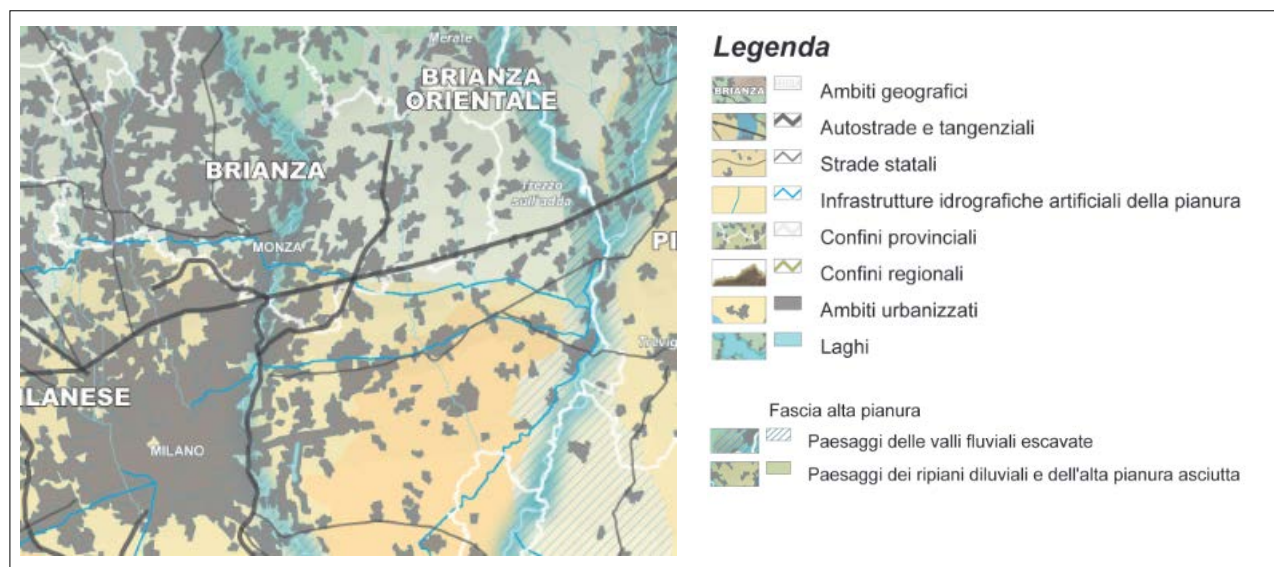 Merate
BRIANZA
ORIENTALE
BRIANZA
Trezzo
sull'adda
MONZA
PI
Trevig
ILANESE
MILANO
Legenda
BRIANZA
Ambiti geografici
Autostrade e tangenziali
Strade statali
Infrastrutture idrografiche artificiali della pianura
Confini provinciali
Confini regionali
Ambiti urbanizzati
Laghi
Fascia alta pianura
Paesaggi delle valli fluviali escavate
Paesaggi dei ripiani diluviali e dell'alta pianura asciutta